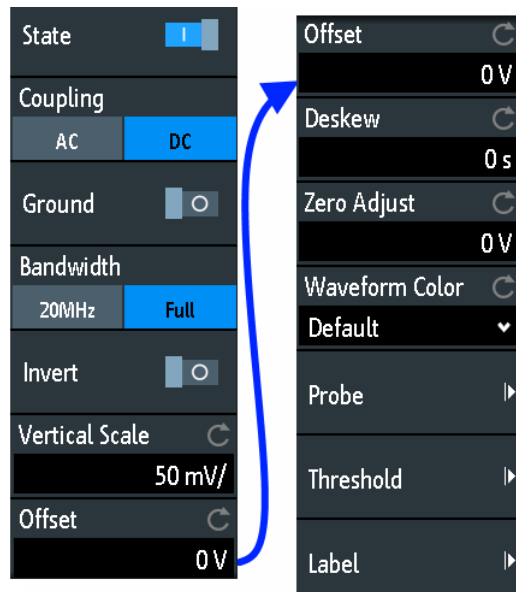 State
Coupling
AC DC
Ground
Bandwidth
20MHz Full
Invert
Vertical Scale
50 mV/
Offset
0 V
Offset
0 V
Deskew
0 s
Zero Adjust
0 V
Waveform Color
Default
Probe
Threshold
Label